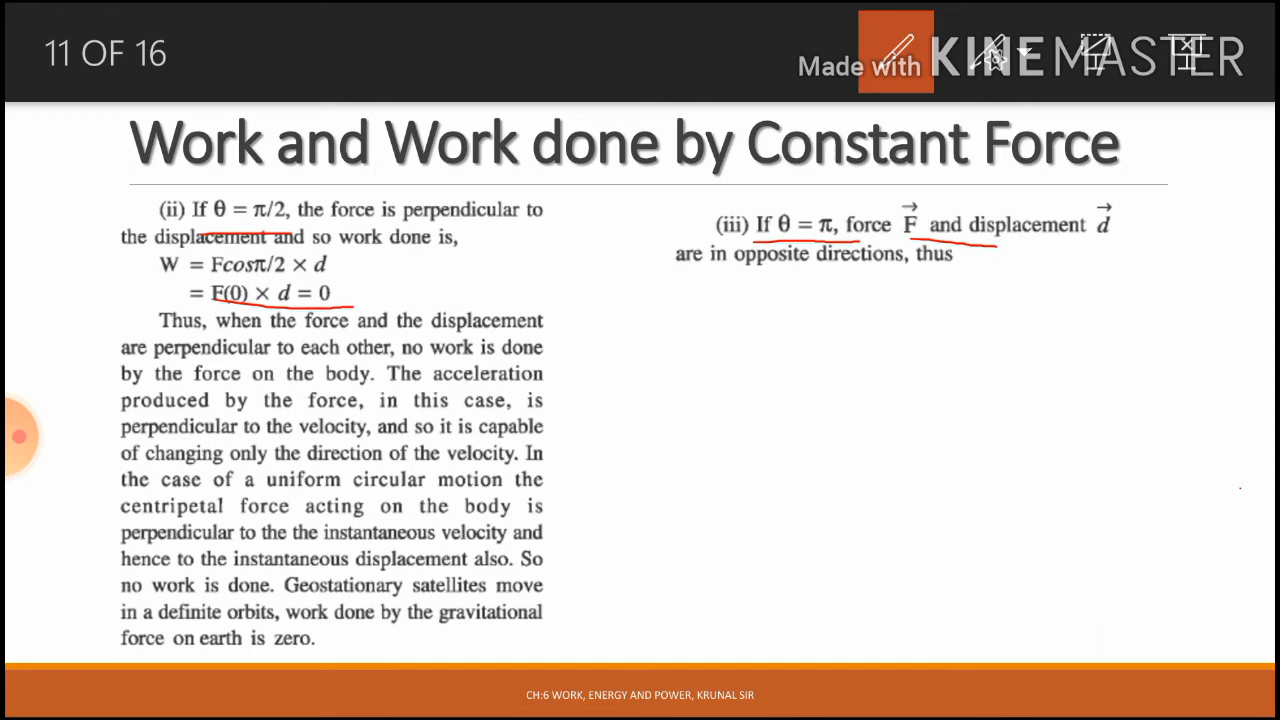 11 OF 16
Made with KINEMASTER
Work and Work done by Constant Force
(ii) If θ = π/2, the force is perpendicular to
the displacement and so work done is,
W = Fcosπ/2 × d
= F(0) × d = 0
Thus, when the force and the displacement
are perpendicular to each other, no work is done
by the force on the body. The acceleration
produced by the force, in this case, is
perpendicular to the velocity, and so it is capable
of changing only the direction of the velocity. In
the case of a uniform circular motion the
centripetal force acting on the body is
perpendicular to the the instantaneous velocity and
hence to the instantaneous displacement also. So
no work is done. Geostationary satellites move
in a definite orbits, work done by the gravitational
force on earth is zero.
(iii) If θ = π, force F⃗ and displacement d⃗
are in opposite directions, thus
CH:6 WORK, ENERGY AND POWER, KRUNAL SIR